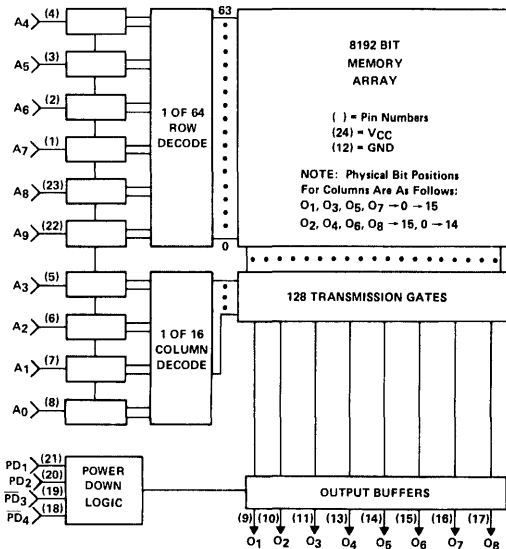 A4 (4)
A5 (3)
A6 (2)
A7 (1)
A8 (23)
A9 (22)
1 OF 64
ROW
DECODE
63
0
8192 BIT
MEMORY
ARRAY
( ) = Pin Numbers
(24) = VCC
(12) = GND
NOTE: Physical Bit Positions
For Columns Are As Follows:
O1, O3, O5, O7 → 0 → 15
O2, O4, O6, O8 → 15, 0 → 14
A3 (5)
A2 (6)
A1 (7)
A0 (8)
1 OF 16
COLUMN
DECODE
128 TRANSMISSION GATES
PD1 (21)
PD2 (20)
P̅D̅3 (19)
P̅D̅4 (18)
POWER
DOWN
LOGIC
OUTPUT BUFFERS
(9) (10) (11) (13) (14) (15) (16) (17)
O1 O2 O3 O4 O5 O6 O7 O8